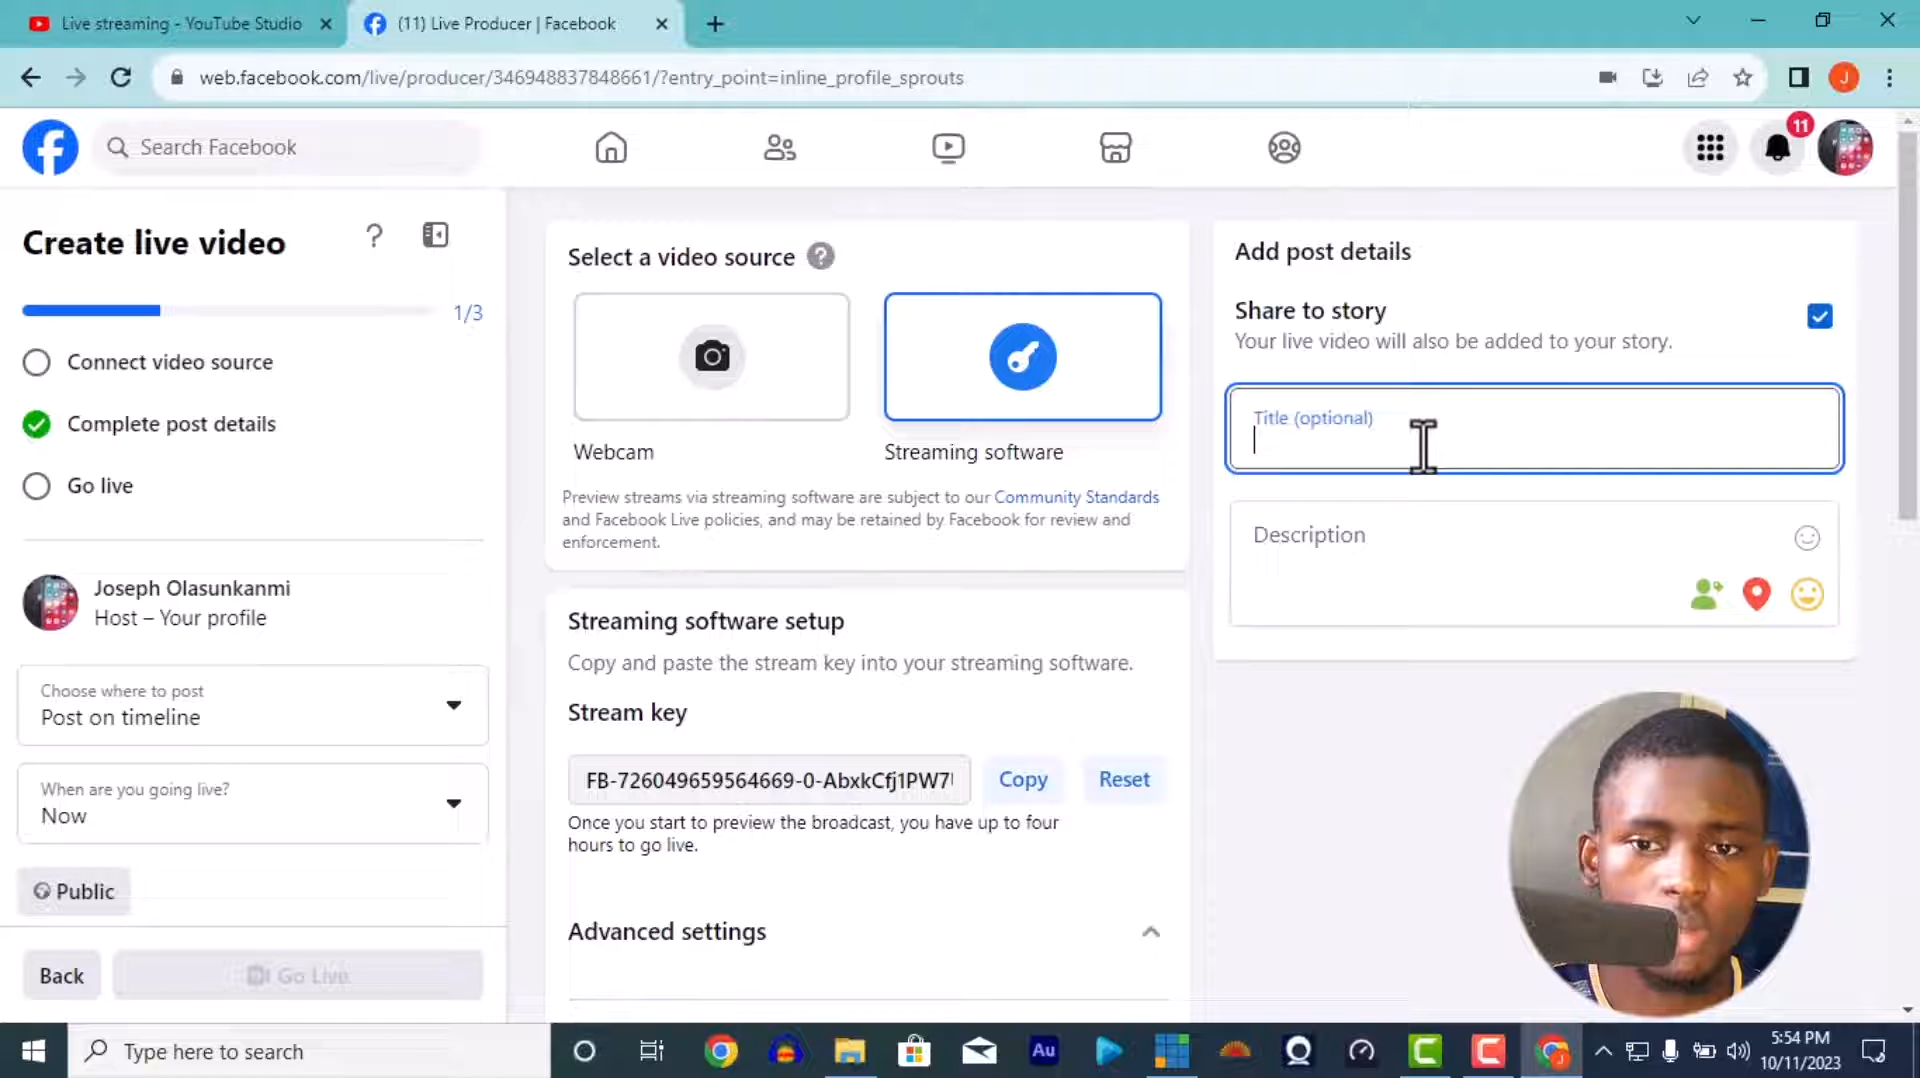 Live streaming - YouTube Studio
(11) Live Producer | Facebook
web.facebook.com/live/producer/346948837848661/?entry_point=inline_profile_sprouts
J
Search Facebook
11
Create live video
1/3
Connect video source
Complete post details
Go live
Joseph Olasunkanmi
Host – Your profile
Choose where to post
Post on timeline
When are you going live?
Now
Public
Back
Go Live
Select a video source
Webcam
Streaming software
Preview streams via streaming software are subject to our Community Standards
and Facebook Live policies, and may be retained by Facebook for review and
enforcement.
Streaming software setup
Copy and paste the stream key into your streaming software.
Stream key
FB-726049659564669-0-AbxkCfj1PW7
Copy
Reset
Once you start to preview the broadcast, you have up to four
hours to go live.
Advanced settings
Add post details
Share to story
Your live video will also be added to your story.
Title (optional)
Description
Type here to search
Au
5:54 PM
10/11/2023